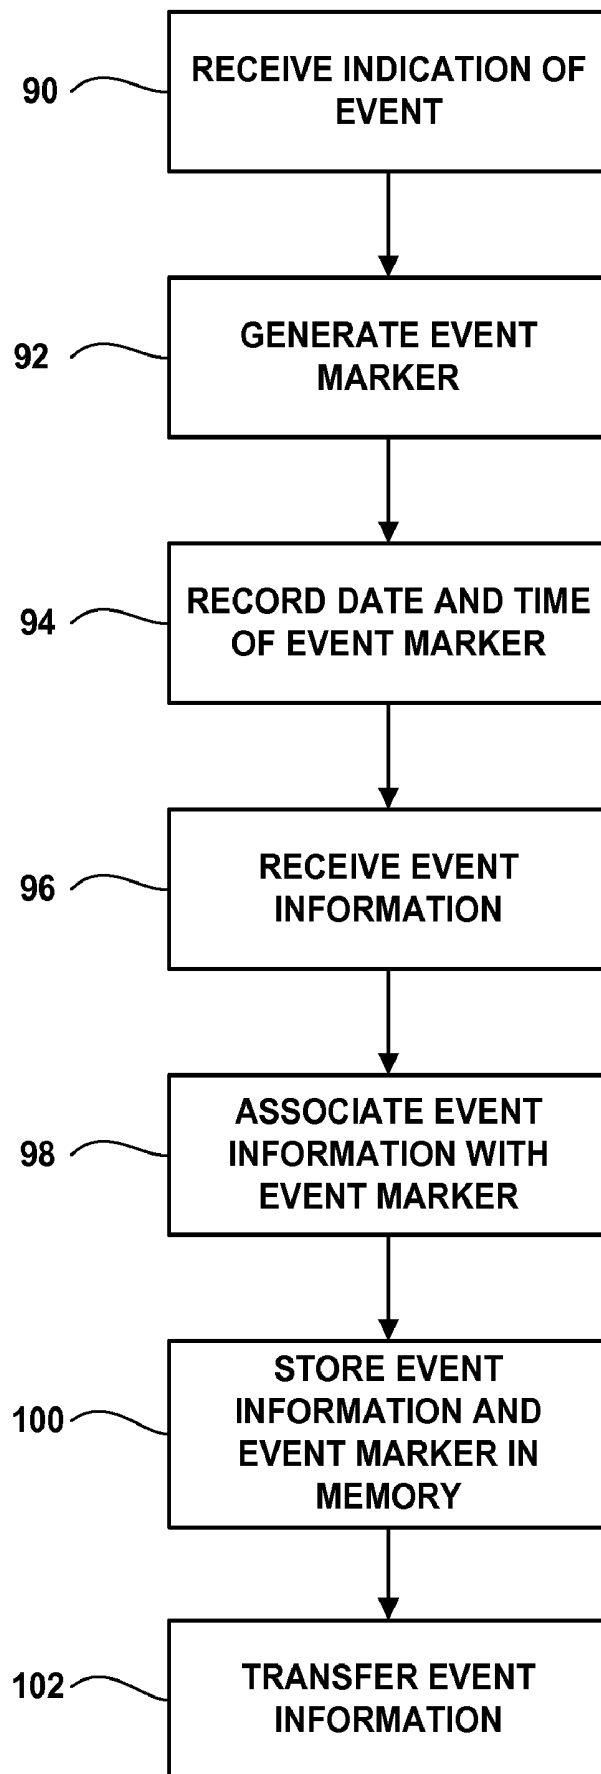 90
RECEIVE INDICATION OF
EVENT
92
GENERATE EVENT
MARKER
94
RECORD DATE AND TIME
OF EVENT MARKER
96
RECEIVE EVENT
INFORMATION
98
ASSOCIATE EVENT
INFORMATION WITH
EVENT MARKER
100
STORE EVENT
INFORMATION AND
EVENT MARKER IN
MEMORY
102
TRANSFER EVENT
INFORMATION